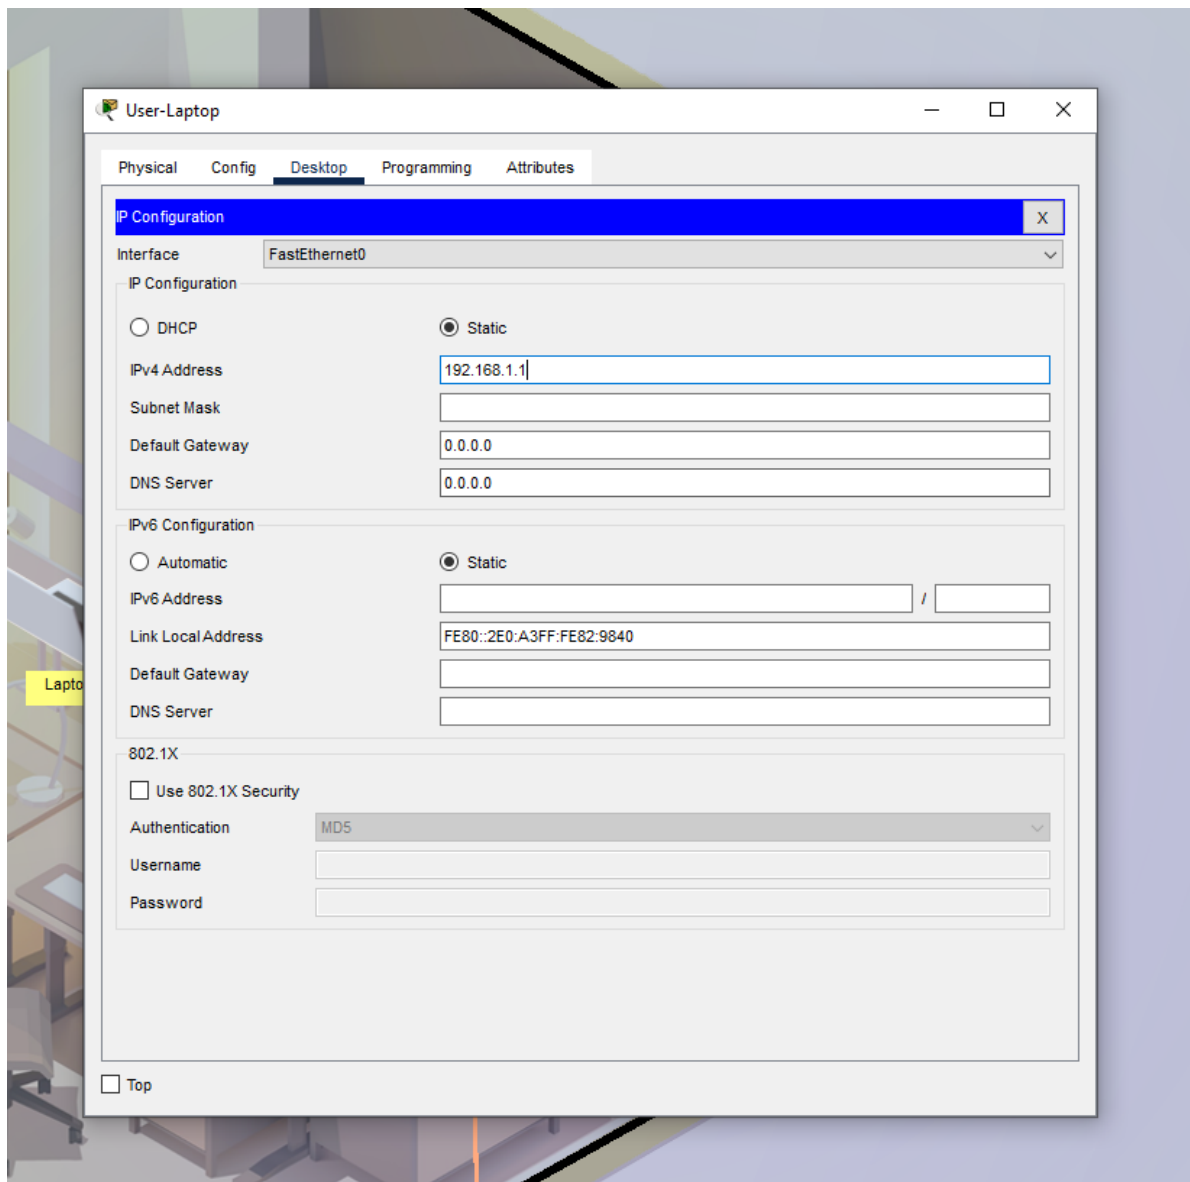 User-Laptop
Physical Config Desktop Programming Attributes
IP Configuration X
Interface FastEthernet0
IP Configuration
DHCP Static
IPv4 Address 192.168.1.1
Subnet Mask
Default Gateway 0.0.0.0
DNS Server 0.0.0.0
IPv6 Configuration
Automatic Static
IPv6 Address /
Link Local Address FE80::2E0:A3FF:FE82:9840
Default Gateway
Lapto
DNS Server
802.1X
Use 802.1X Security
Authentication MD5
Username
Password
Top